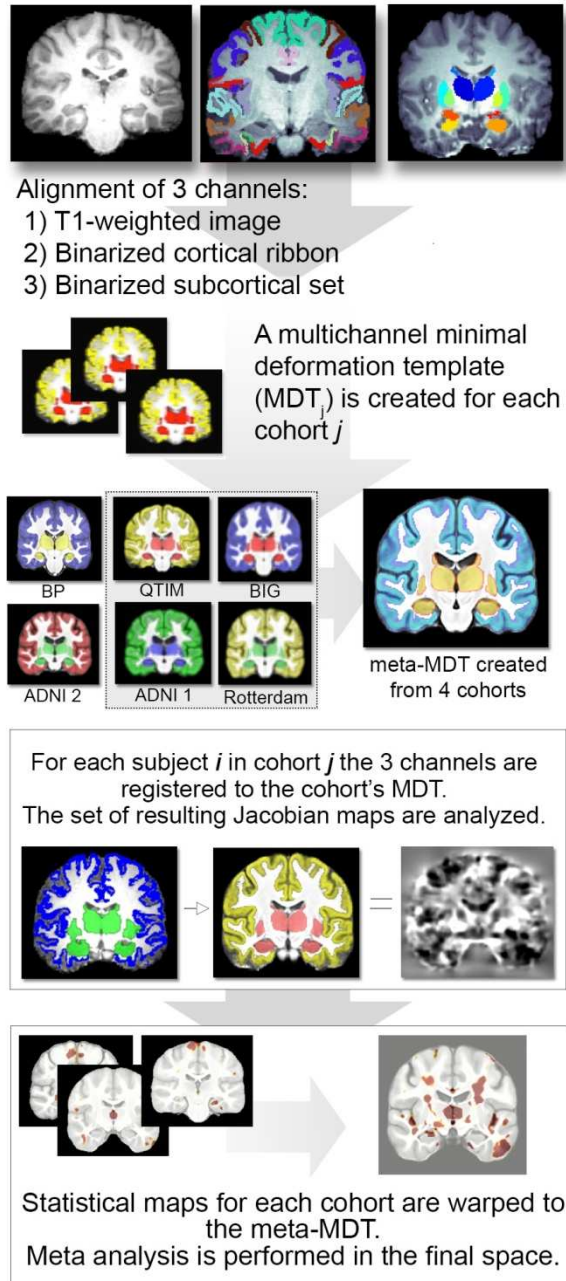 Alignment of 3 channels:
1) T1-weighted image
2) Binarized cortical ribbon
3) Binarized subcortical set
A multichannel minimal
deformation template
(MDTj) is created for each
cohort j
BP
QTIM
BIG
ADNI 2
ADNI 1
Rotterdam
meta-MDT created
from 4 cohorts
For each subject i in cohort j the 3 channels are
registered to the cohort's MDT.
The set of resulting Jacobian maps are analyzed.
Statistical maps for each cohort are warped to
the meta-MDT.
Meta analysis is performed in the final space.